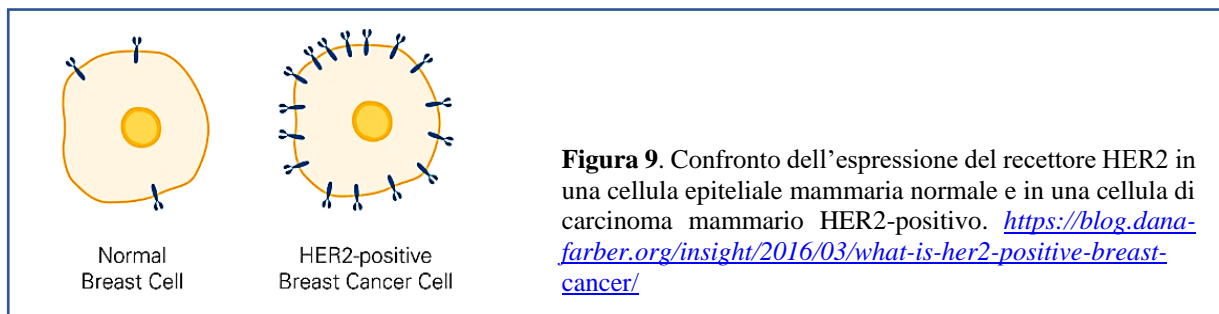 Normal
Breast Cell
HER2-positive
Breast Cancer Cell
Figura 9. Confronto dell’espressione del recettore HER2 in
una cellula epiteliale mammaria normale e in una cellula di
carcinoma mammario HER2-positivo. https://blog.dana-
farber.org/insight/2016/03/what-is-her2-positive-breast-
cancer/